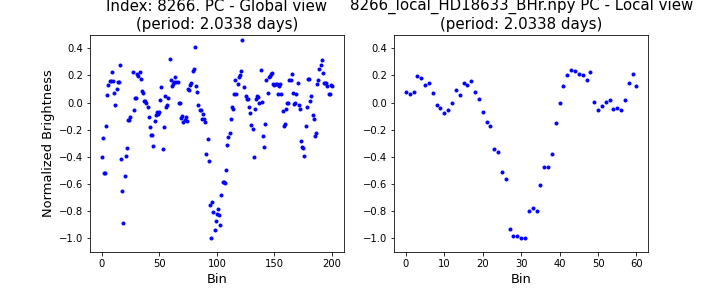 Index: 8266. PC - Global view
(period: 2.0338 days)
8266_local_HD18633_BHr.npy PC - Local view
(period: 2.0338 days)
Normalized Brightness
0.4
0.2
0.0
−0.2
−0.4
−0.6
−0.8
−1.0
0 50 100 150 200
Bin
0.4
0.2
0.0
−0.2
−0.4
−0.6
−0.8
−1.0
0 10 20 30 40 50 60
Bin